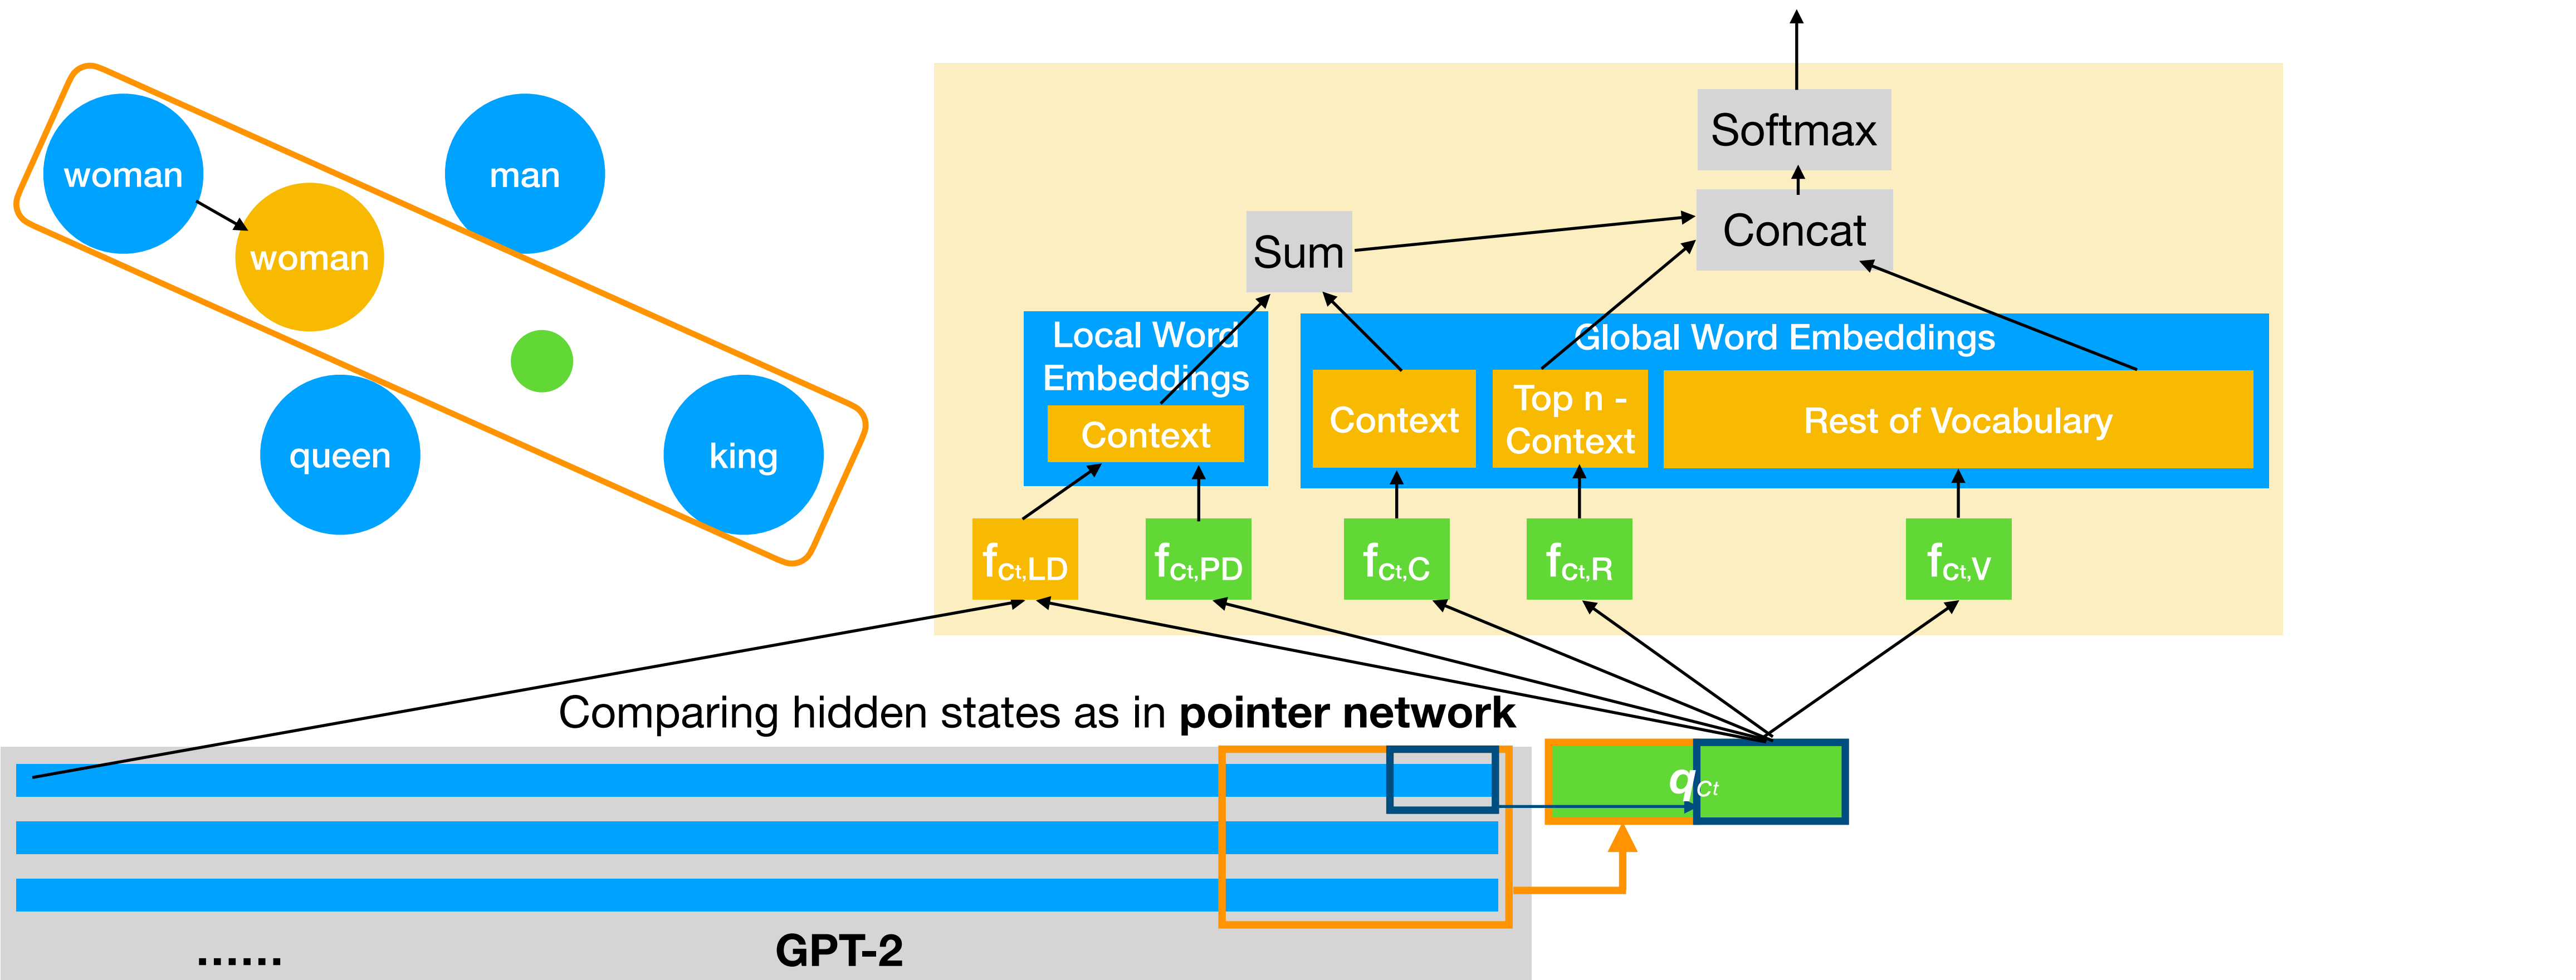 woman
woman
man
queen
king
Softmax
Concat
Sum
Local Word
Embeddings
Context
Global Word Embeddings
Context
Top n -
Context
Rest of Vocabulary
fct,LD
fct,PD
fct,C
fct,R
fct,V
Comparing hidden states as in pointer network
qct
GPT-2
......